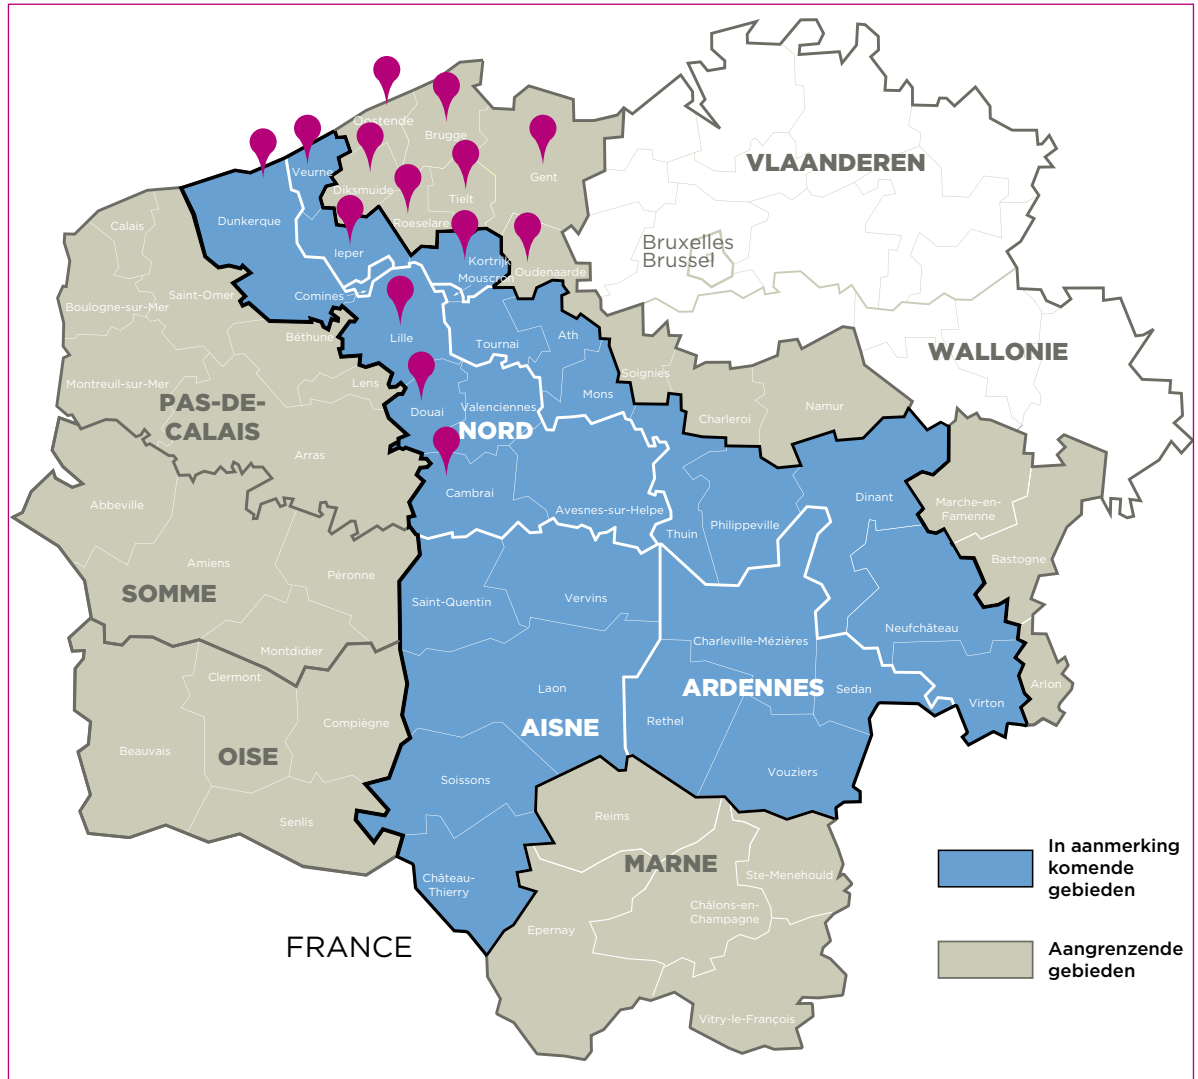 Oostende
Brugge
VLAANDEREN
Veurne
Gent
Diksmuide
Tielt
Calais
Dunkerque
Roeselare
Ieper
Bruxelles
Brussel
Kortrijk
Mouscron
Oudenaarde
Saint-Omer
Comines
Boulogne-sur-Mer
Béthune
Lille
Tournai
Ath
WALLONIE
Soignies
Montreuil-sur-Mer
Lens
Mons
PAS-DE-
CALAIS
Douai
Valenciennes
NORD
Charleroi
Namur
Arras
Abbeville
Cambrai
Avesnes-sur-Helpe
Dinant
Marche-en-
Famenne
Thuin
Philippeville
Amiens
Péronne
Bastogne
SOMME
Saint-Quentin
Vervins
Neufchâteau
Montdidier
Charleville-Mézières
Clermont
Laon
ARDENNES
Sedan
Arlon
Virton
Compiègne
AISNE
Rethel
Beauvais
OISE
Soissons
Vouziers
Senlis
Reims
MARNE
In aanmerking
komende
gebieden
Château-
Thierry
Ste-Menehould
Châlons-en-
Champagne
Epernay
FRANCE
Aangrenzende
gebieden
Vitry-le-François